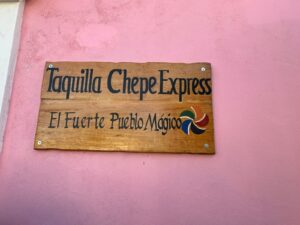 Taquilla Chepe Express
El Fuerte Pueblo Mágico